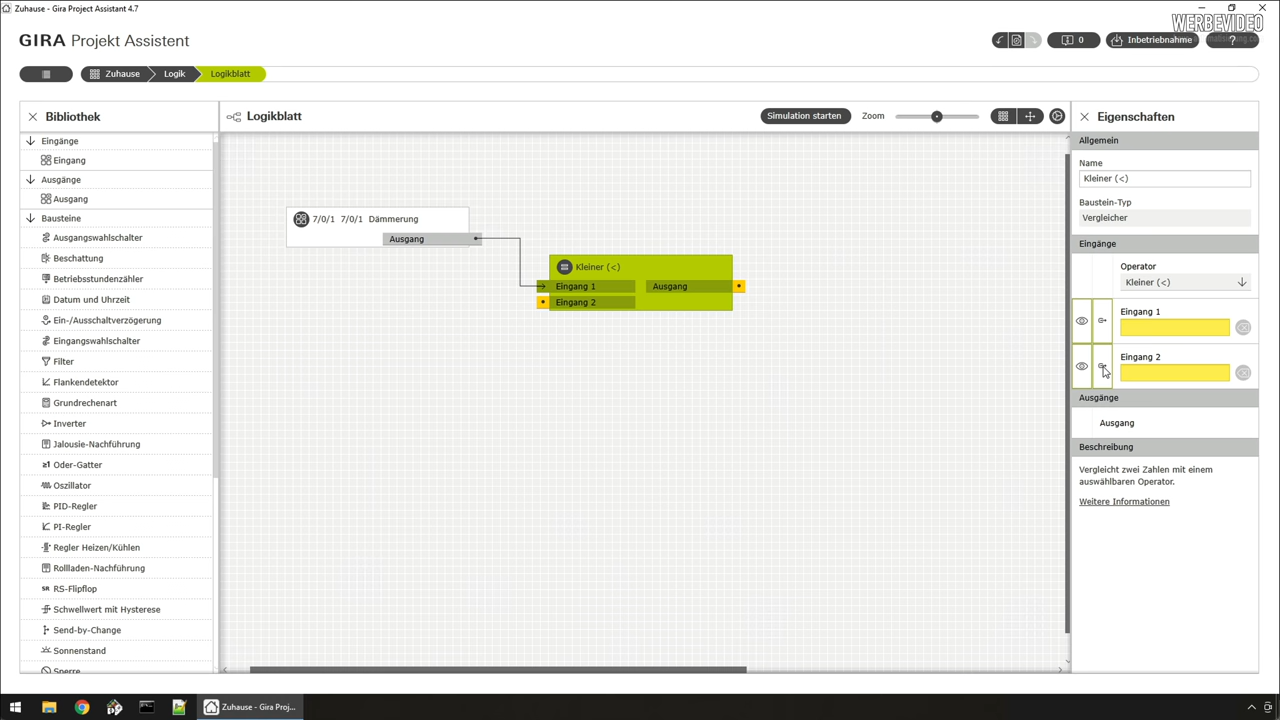 Zuhause - Gira Project Assistant 4.7
WERBEVIDEO
GIRA Projekt Assistent
0
Inbetriebnahme
?
Zuhause
Logik
Logikblatt
Bibliothek
Logikblatt
Simulation starten
Zoom
Eigenschaften
Eingänge
Eingang
Ausgänge
Ausgang
Bausteine
Ausgangswahlschalter
Beschattung
Betriebsstundenzähler
Datum und Uhrzeit
Ein-/Ausschaltverzögerung
Eingangswahlschalter
Filter
Flankendetektor
Grundrechenart
Inverter
Jalousie-Nachführung
≥1 Oder-Gatter
Oszillator
PID-Regler
PI-Regler
Regler Heizen/Kühlen
Rollladen-Nachführung
SR RS-Flipflop
Schwellwert mit Hysterese
Send-by-Change
Sonnenstand
Sperre
7/0/1 7/0/1 Dämmerung
Ausgang
Kleiner (<)
Eingang 1
Ausgang
Eingang 2
Allgemein
Name
Kleiner (<)
Baustein-Typ
Vergleicher
Eingänge
Operator
Kleiner (<)
Eingang 1
Eingang 2
Ausgänge
Ausgang
Beschreibung
Vergleicht zwei Zahlen mit einem
auswählbaren Operator.
Weitere Informationen
Zuhause - Gira Proj...